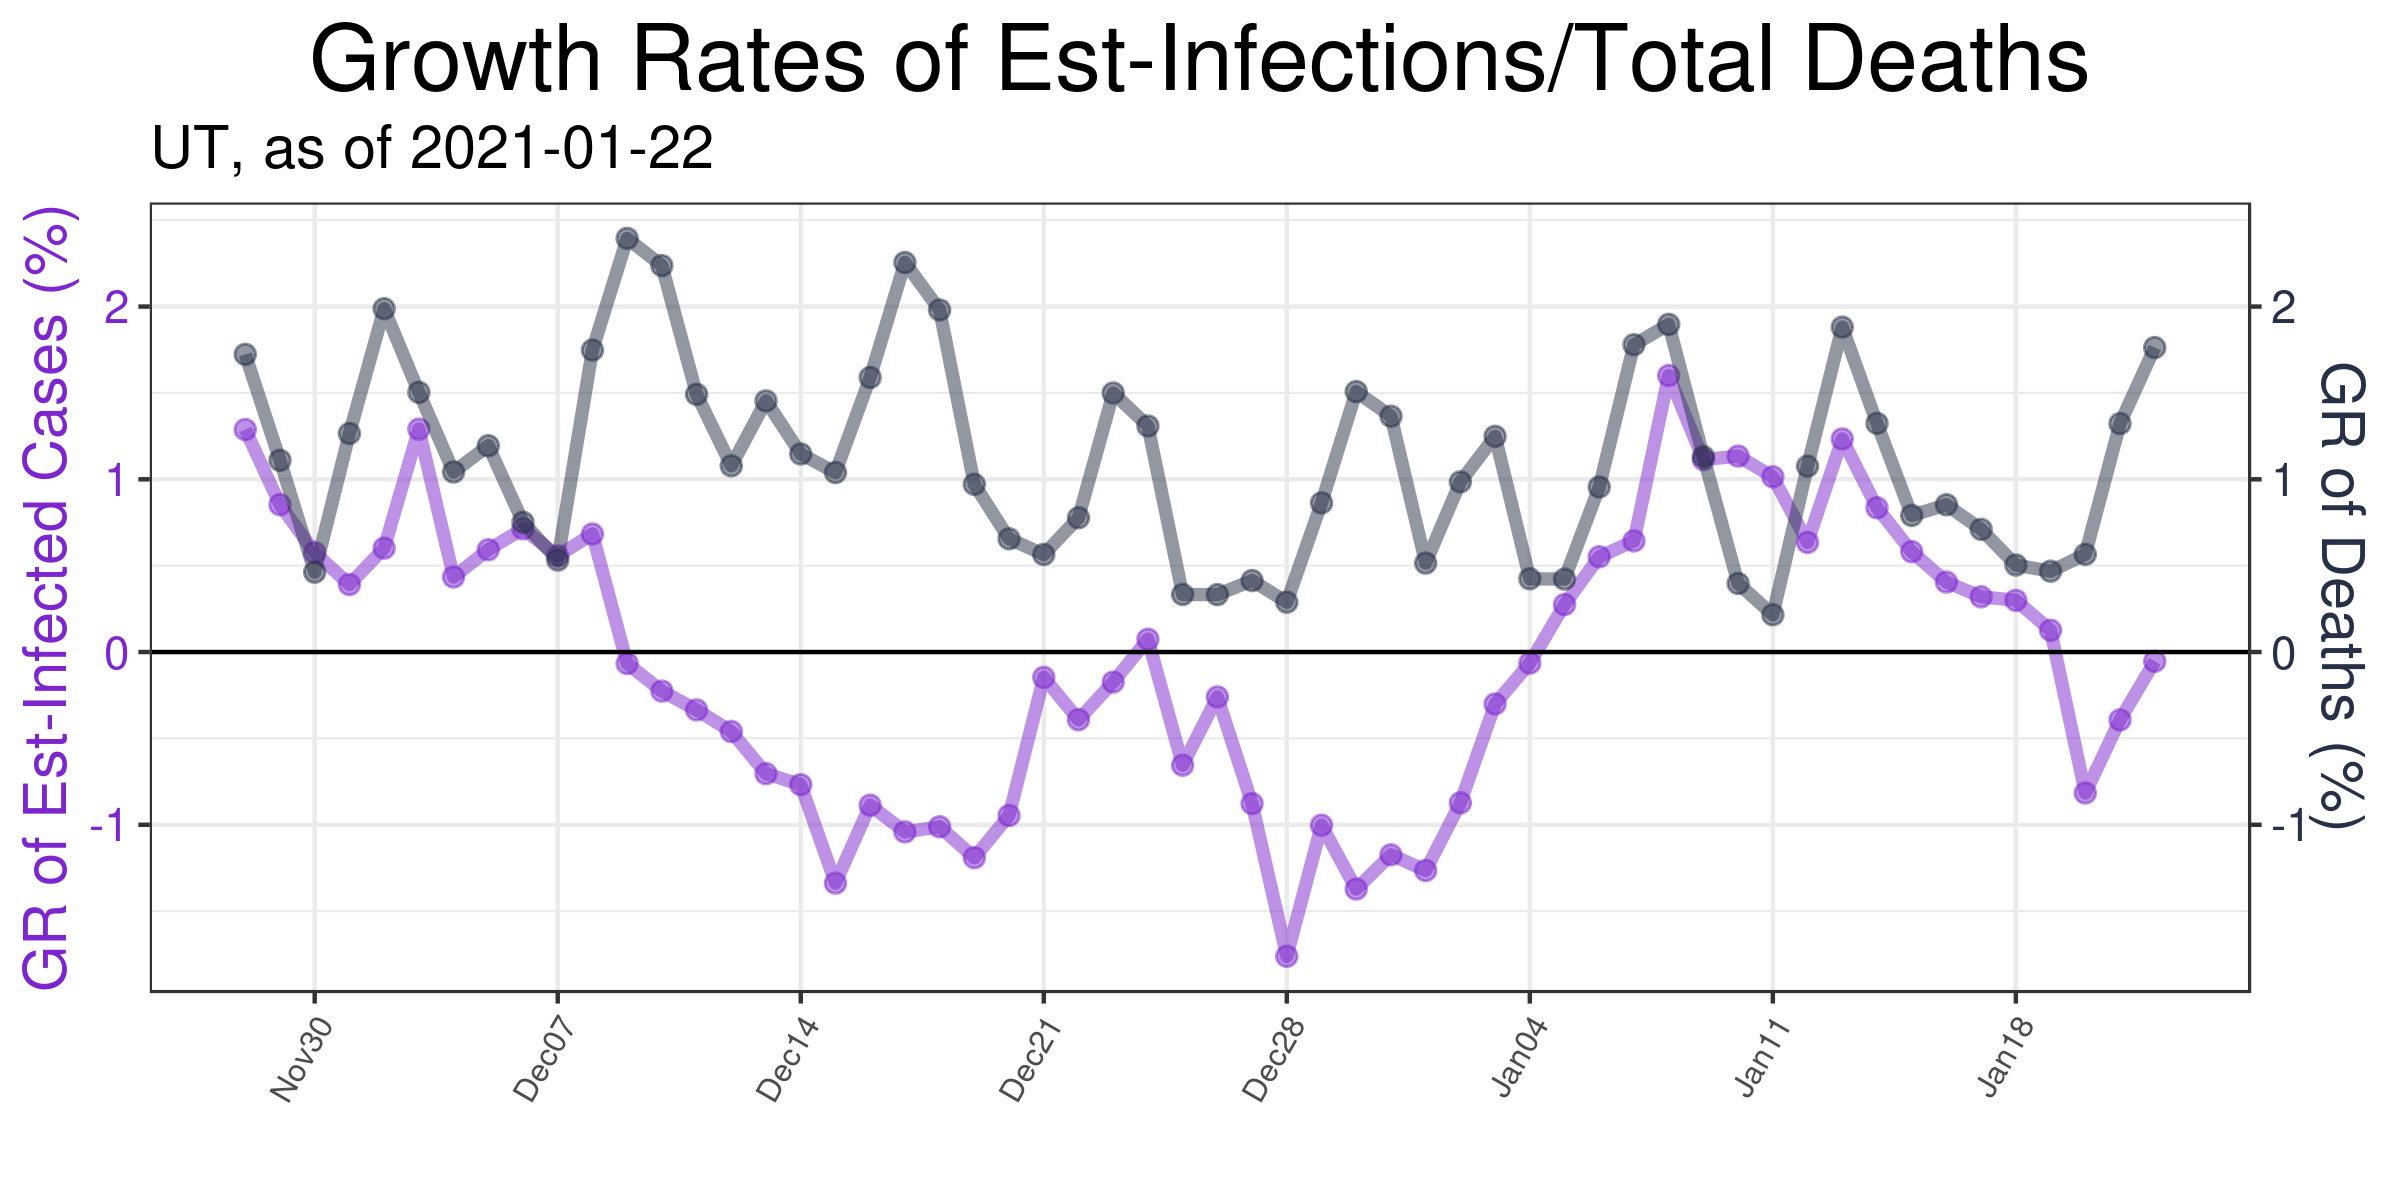 Growth Rates of Est-Infections/Total Deaths
UT, as of 2021-01-22
GR of Est-Infected Cases (%)
2
1
0
-1
2
1
0
-1
GR of Deaths (%)
Nov30
Dec07
Dec14
Dec21
Dec28
Jan04
Jan11
Jan18